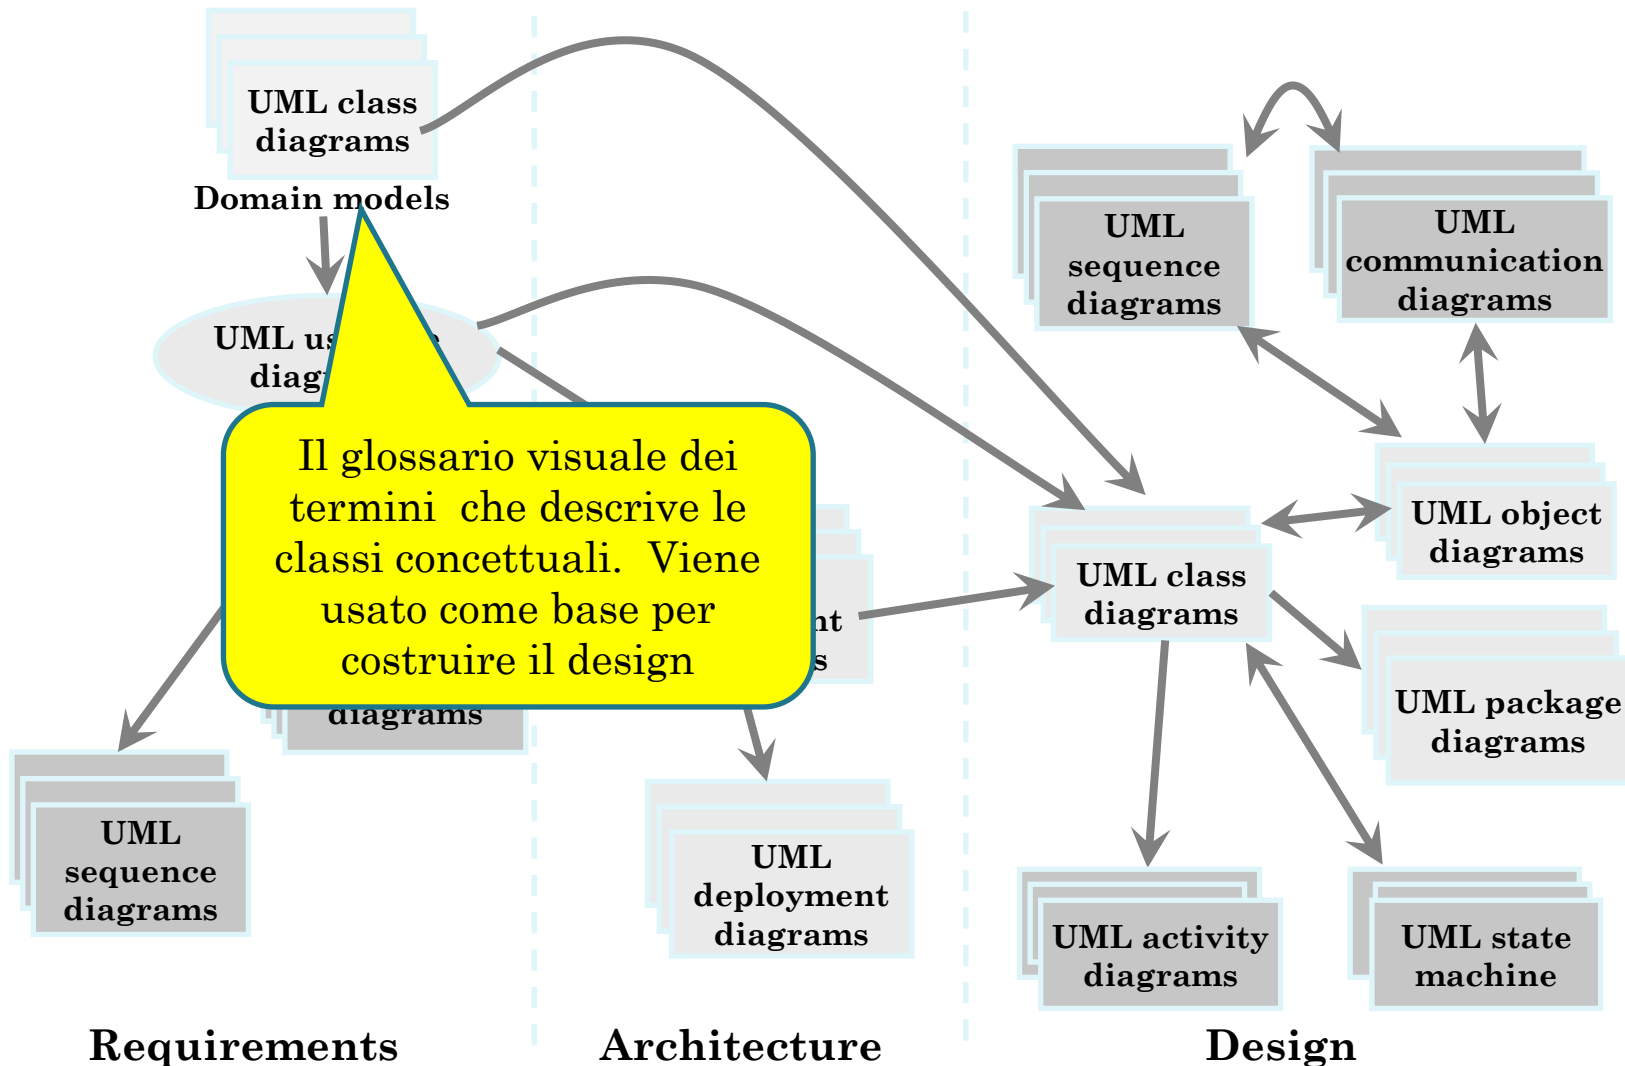 UML class
diagrams
Domain models
UML
diag
Il glossario visuale dei
termini che descrive le
classi concettuali. Viene
usato come base per
costruire il design
diagrams
UML
sequence
diagrams
UML
deployment
diagrams
UML
sequence
diagrams
UML
communication
diagrams
UML object
diagrams
UML class
diagrams
UML package
diagrams
UML activity
diagrams
UML state
machine
Requirements
Architecture
Design